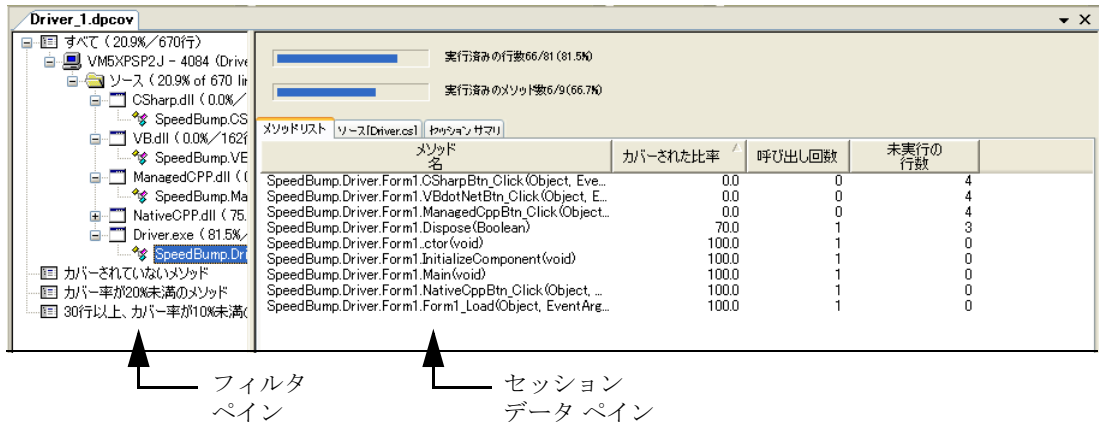 Driver_1.dpcov
すべて ( 20.9%／670行)
VM5XPSP2J - 4084 (Drive
ソース ( 20.9% of 670 lin
CSharp.dll ( 0.0%／
SpeedBump.CS
VB.dll ( 0.0%／162行
SpeedBump.VB
ManagedCPP.dll ( 
SpeedBump.Ma
NativeCPP.dll ( 75.
Driver.exe ( 81.5%／
SpeedBump.Dri
カバーされていないメソッド
カバー率が20%未満のメソッド
30行以上、カバー率が10%未満の
実行済みの行数66/81 (81.5%)
実行済みのメソッド数6/9(66.7%)
メソッドリスト ソース[Driver.cs] セッション サマリ
メソッド名 カバーされた比率 呼び出し回数 未実行の行数
SpeedBump.Driver.Form1.CSharpBtn_Click(Object, Eve... 0.0 0 4
SpeedBump.Driver.Form1.VBdotNetBtn_Click(Object, E... 0.0 0 4
SpeedBump.Driver.Form1.ManagedCppBtn_Click(Object... 0.0 0 4
SpeedBump.Driver.Form1.Dispose(Boolean) 70.0 1 3
SpeedBump.Driver.Form1..ctor(void) 100.0 1 0
SpeedBump.Driver.Form1.InitializeComponent(void) 100.0 1 0
SpeedBump.Driver.Form1.Main(void) 100.0 1 0
SpeedBump.Driver.Form1.NativeCppBtn_Click(Object, ... 100.0 1 0
SpeedBump.Driver.Form1.Form1_Load(Object, EventArg... 100.0 1 0
フィルタ
ペイン
セッション
データ ペイン